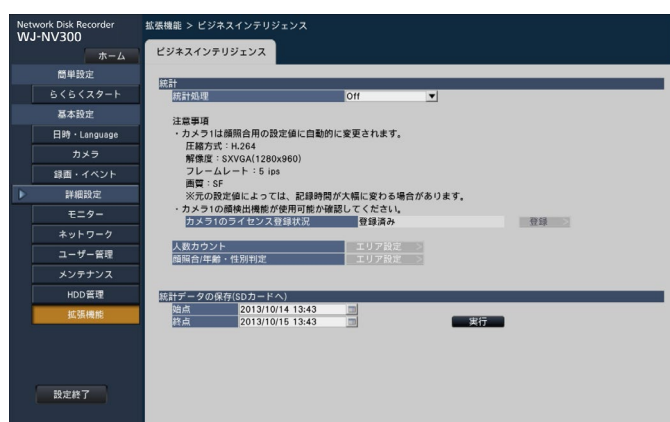 Network Disk Recorder
WJ-NV300
ホーム
簡単設定
らくらくスタート
基本設定
日時・Language
カメラ
録画・イベント
詳細設定
モニター
ネットワーク
ユーザー管理
メンテナンス
HDD管理
拡張機能
設定終了
拡張機能 > ビジネスインテリジェンス
ビジネスインテリジェンス
統計
統計処理 Off
注意事項
・カメラ1は顔照合用の設定値に自動的に変更されます。
圧縮方式：H.264
解像度：SXVGA(1280x960)
フレームレート：5 ips
画質：SF
※元の設定値によっては、記録時間が大幅に変わる場合があります。
・カメラ1の顔検出機能が使用可能か確認してください。
カメラ1のライセンス登録状況 登録済み 登録 >
人数カウント エリア設定 >
顔照合/年齢・性別判定 エリア設定 >
統計データの保存(SDカードへ)
始点 2013/10/14 13:43
終点 2013/10/15 13:43 実行